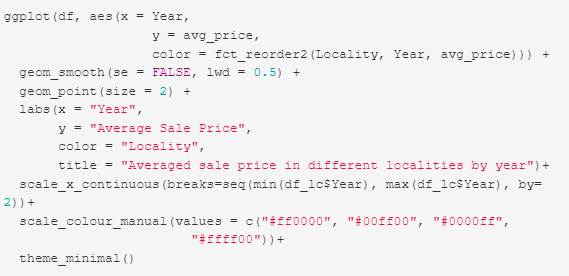 ggplot(df, aes(x = Year,
y = avg_price,
color = fct_reorder2(Locality, Year, avg_price))) +
geom_smooth(se = FALSE, lwd = 0.5) +
geom_point(size = 2) +
labs(x = "Year",
y = "Average Sale Price",
color = "Locality",
title = "Averaged sale price in different localities by year")+
scale_x_continuous(breaks=seq(min(df_lc$Year), max(df_lc$Year), by=
2))+
scale_colour_manual(values = c("#ff0000", "#00ff00", "#0000ff",
"#ffff00"))+
theme_minimal()